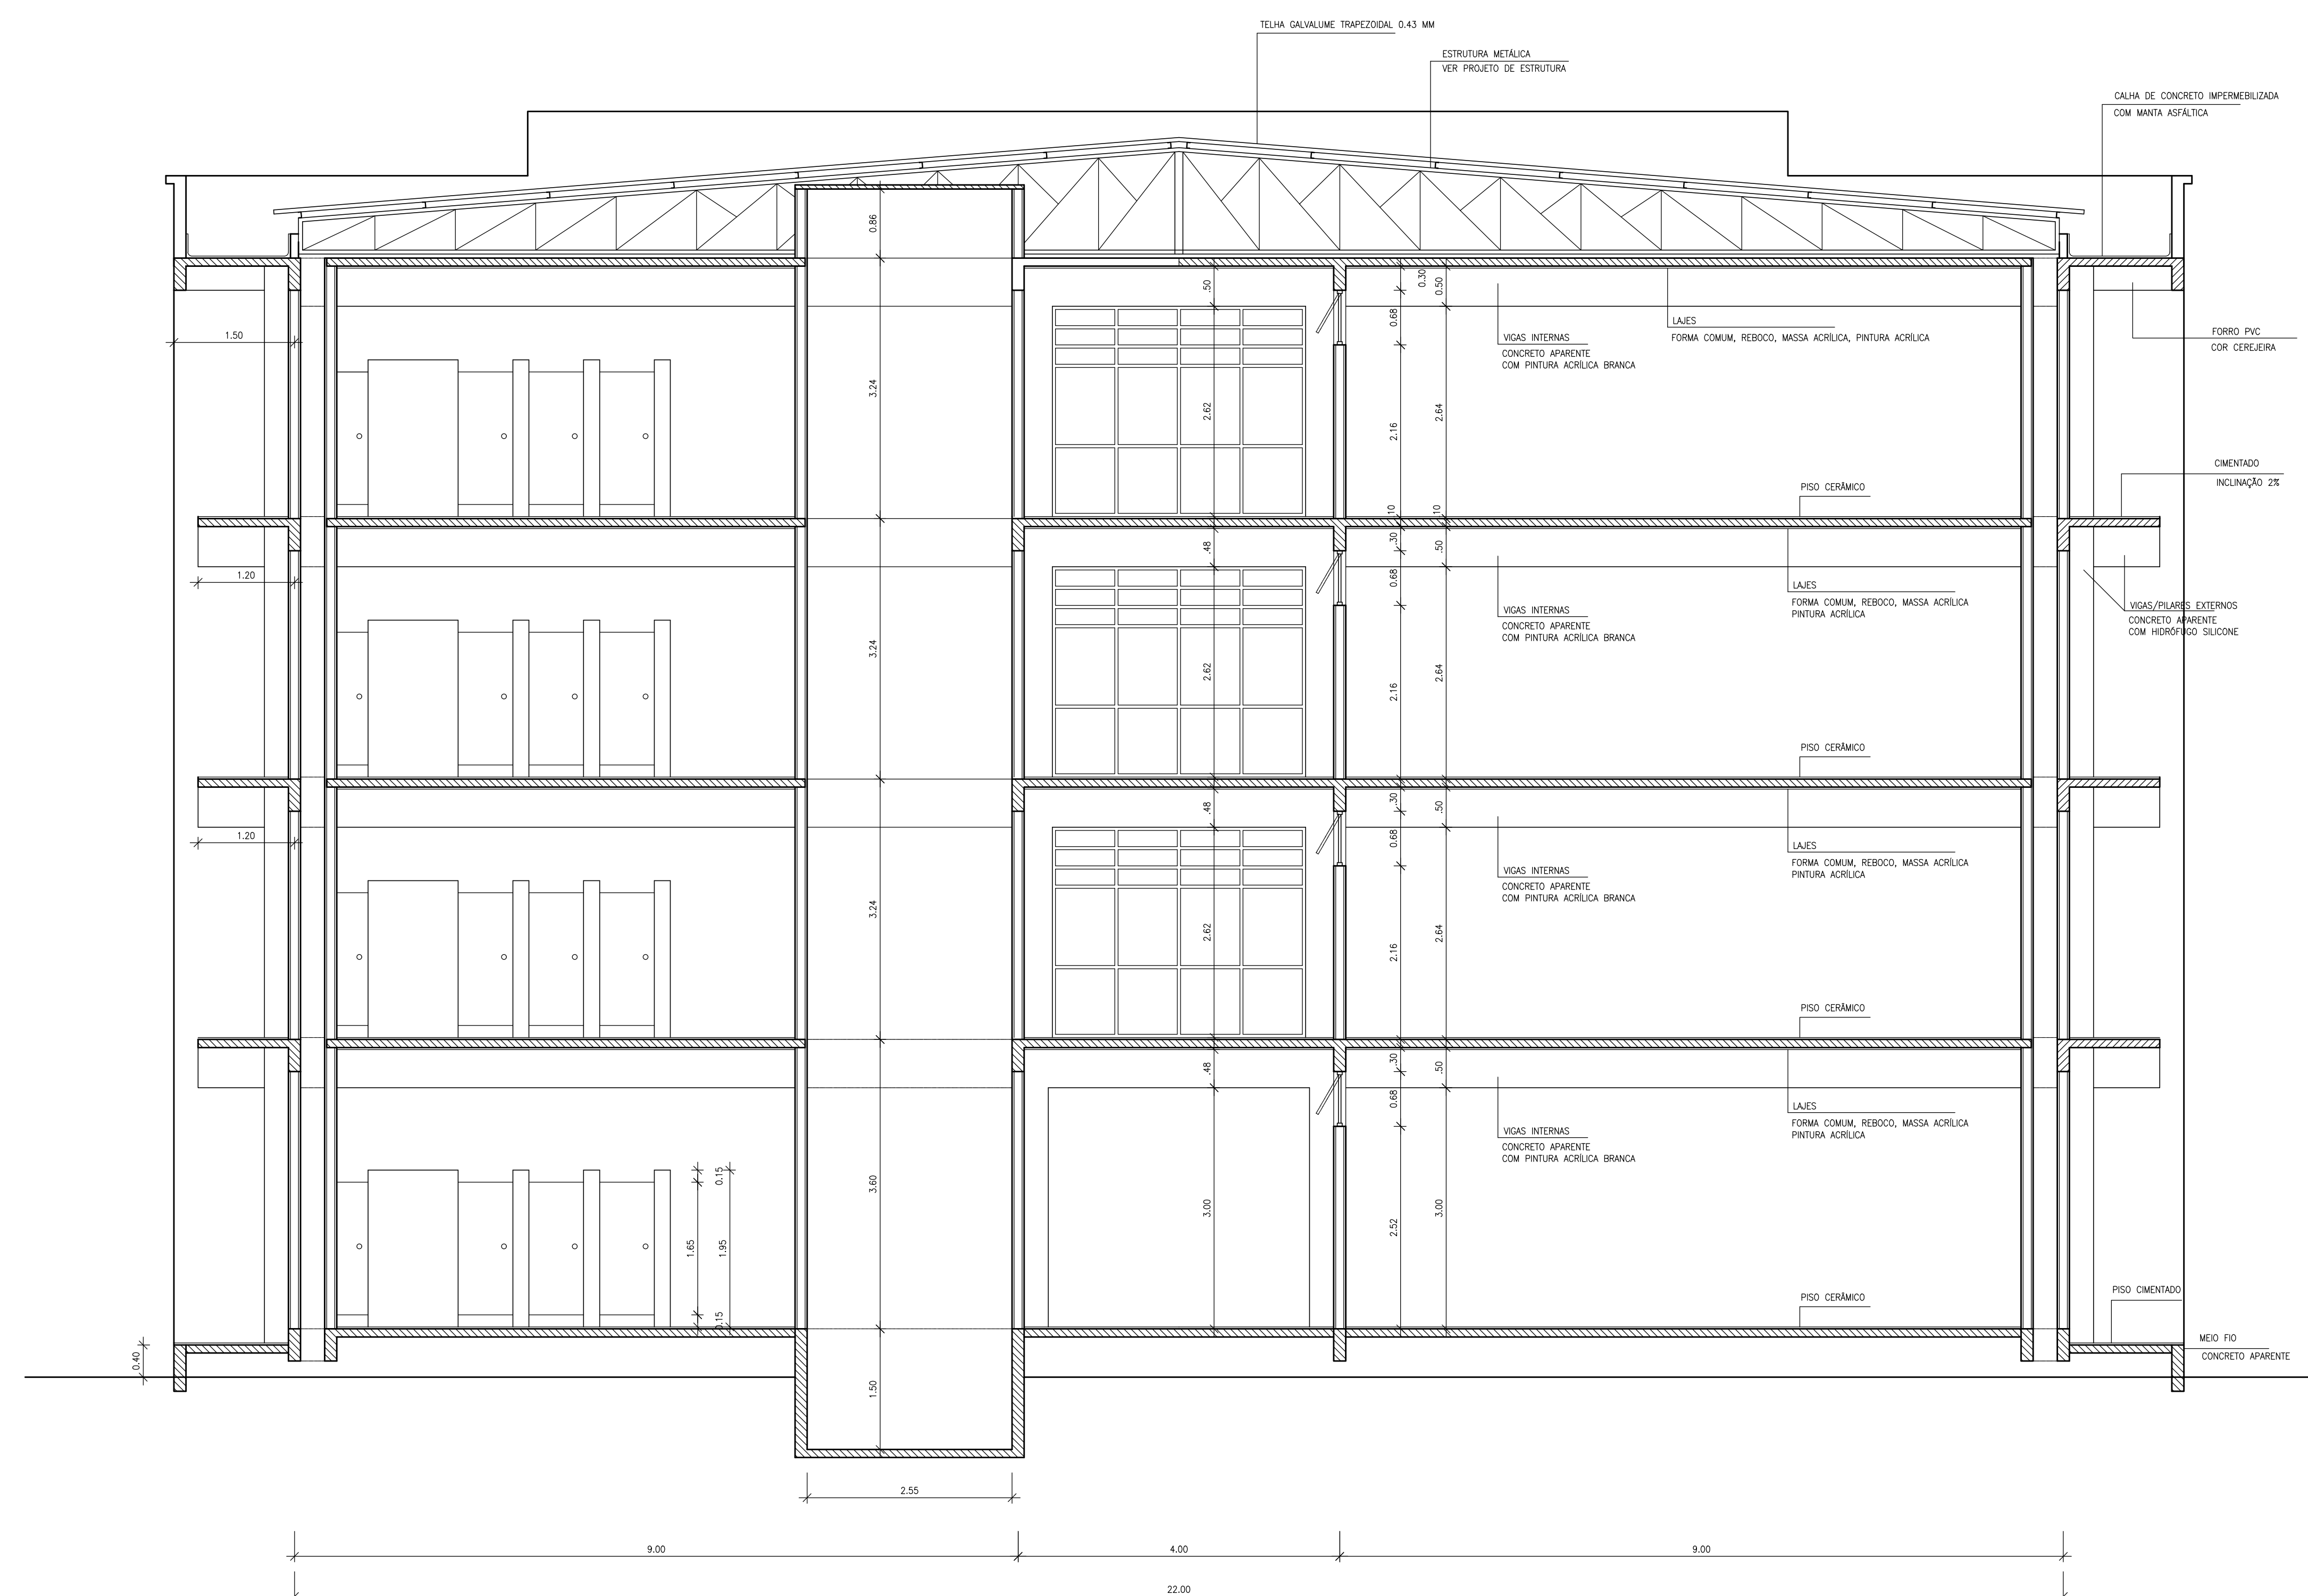 TELHA GALVALUME TRAPEZOIDAL 0.43 MM
ESTRUTURA METÁLICA
VER PROJETO DE ESTRUTURA
CALHA DE CONCRETO IMPERMEBILIZADA
COM MANTA ASFÁLTICA
0.86
.50
0.30
0.50
0.68
1.50
VIGAS INTERNAS
CONCRETO APARENTE
COM PINTURA ACRÍLICA BRANCA
LAJES
FORMA COMUM, REBOCO, MASSA ACRÍLICA, PINTURA ACRÍLICA
FORRO PVC
COR CEREJEIRA
3.24
2.62
2.16
2.64
CIMENTADO
INCLINAÇÃO 2%
PISO CERÂMICO
.10
.10
.48
.30
.50
1.20
0.68
VIGAS INTERNAS
CONCRETO APARENTE
COM PINTURA ACRÍLICA BRANCA
LAJES
FORMA COMUM, REBOCO, MASSA ACRÍLICA
PINTURA ACRÍLICA
VIGAS/PILARES EXTERNOS
CONCRETO APARENTE
COM HIDRÓFUGO SILICONE
3.24
2.62
2.16
2.64
PISO CERÂMICO
.48
.30
.50
1.20
0.68
VIGAS INTERNAS
CONCRETO APARENTE
COM PINTURA ACRÍLICA BRANCA
LAJES
FORMA COMUM, REBOCO, MASSA ACRÍLICA
PINTURA ACRÍLICA
3.24
2.62
2.16
2.64
PISO CERÂMICO
.48
.30
.50
0.68
VIGAS INTERNAS
CONCRETO APARENTE
COM PINTURA ACRÍLICA BRANCA
LAJES
FORMA COMUM, REBOCO, MASSA ACRÍLICA
PINTURA ACRÍLICA
0.15
1.65
1.95
0.15
3.60
3.00
2.52
3.00
PISO CERÂMICO
PISO CIMENTADO
MEIO FIO
CONCRETO APARENTE
0.40
1.50
2.55
9.00
4.00
9.00
22.00